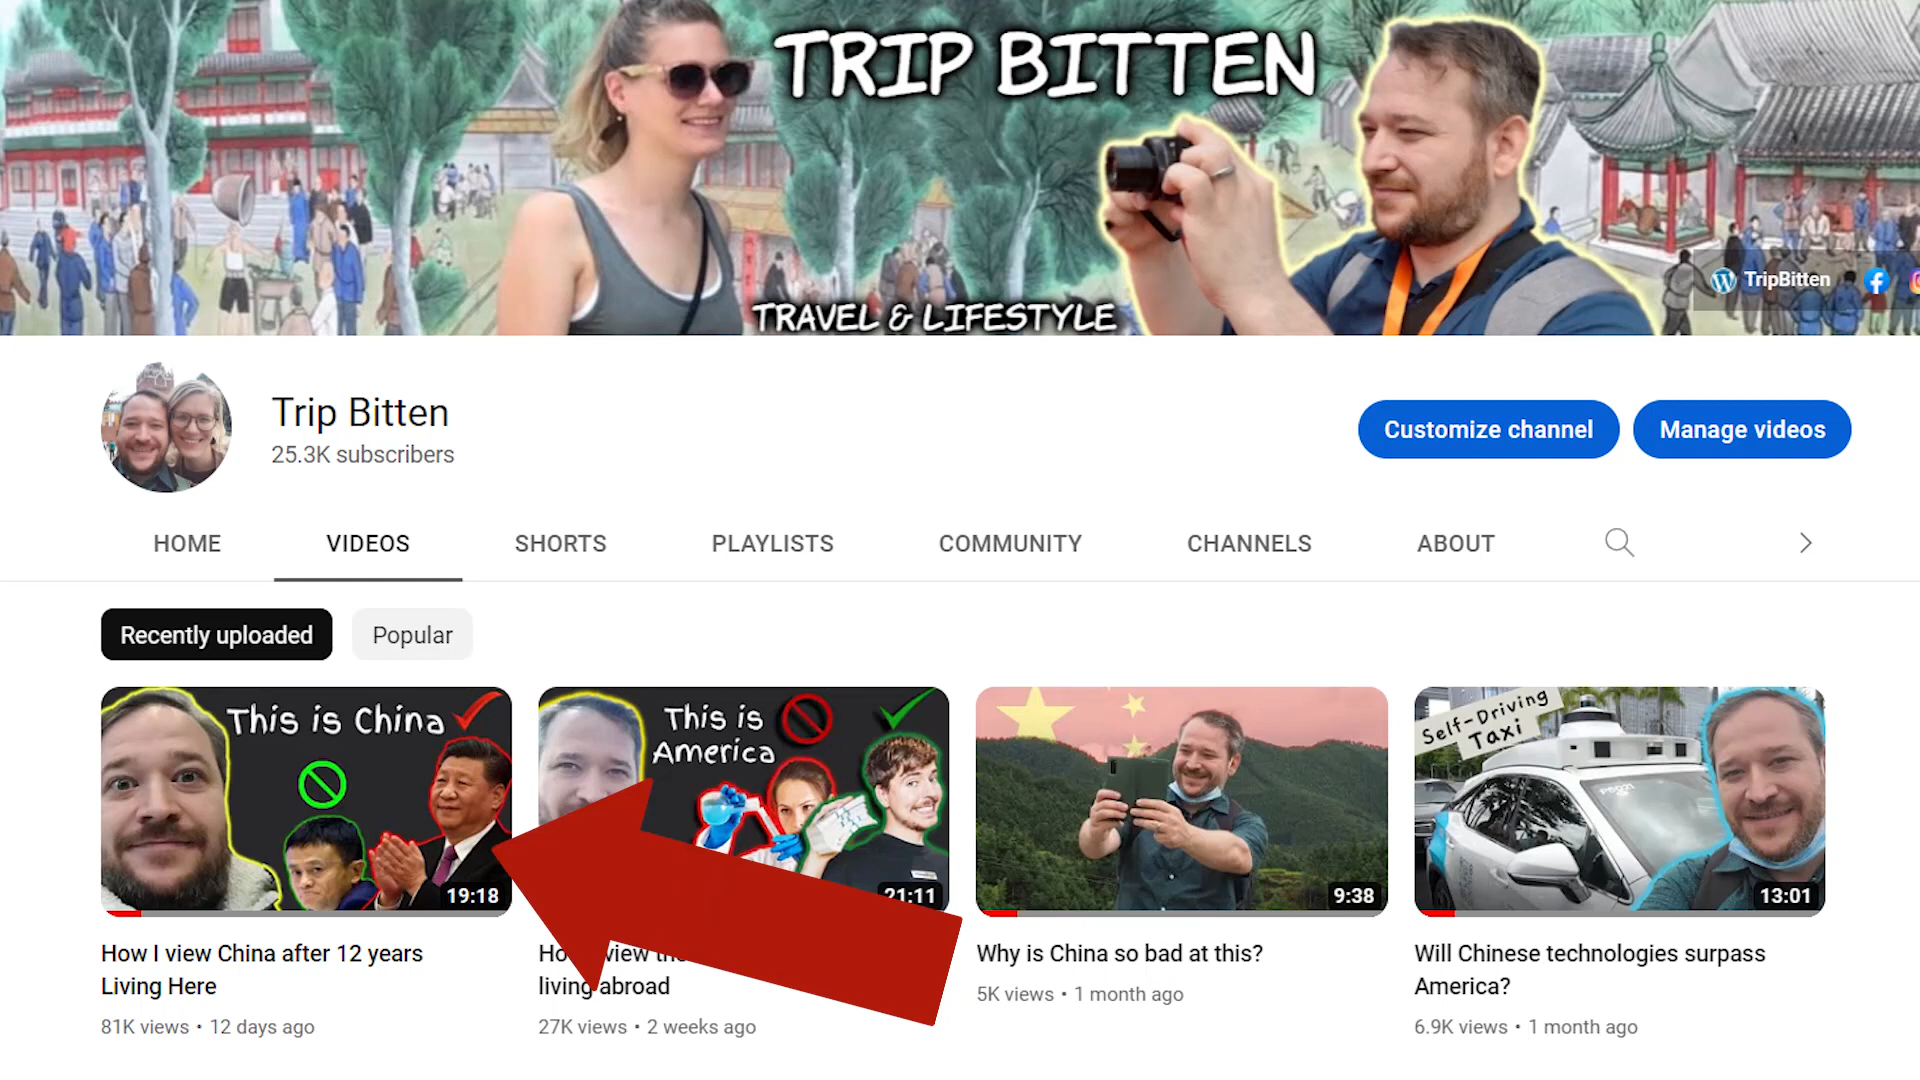 TRIP BITTEN
TRAVEL & LIFESTYLE
TripBitten
Trip Bitten
25.3K subscribers
Customize channel
Manage videos
HOME
VIDEOS
SHORTS
PLAYLISTS
COMMUNITY
CHANNELS
ABOUT
Recently uploaded
Popular
This is China
19:18
This is
America
21:11
9:38
Self-Driving
Taxi
13:01
How I view China after 12 years
Living Here
81K views • 12 days ago
view
living abroad
27K views • 2 weeks ago
Why is China so bad at this?
5K views • 1 month ago
Will Chinese technologies surpass
America?
6.9K views • 1 month ago